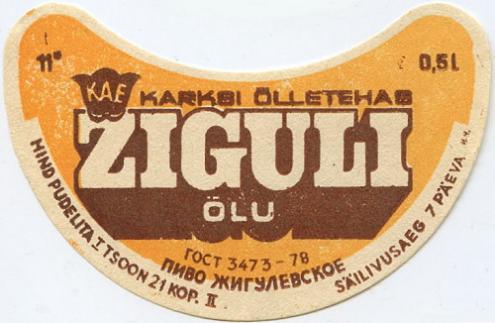 11°
0,5 L
KAE
KARKSI ÕLLETEHAS
ZIGULI
ÕLU
ГОСТ 3473-78
ПИВО ЖИГУЛЕВСКОЕ
HIND PUDELITA I TSOON 21 KOP. II
SÄILIVUSAEG 7 PÄEVA